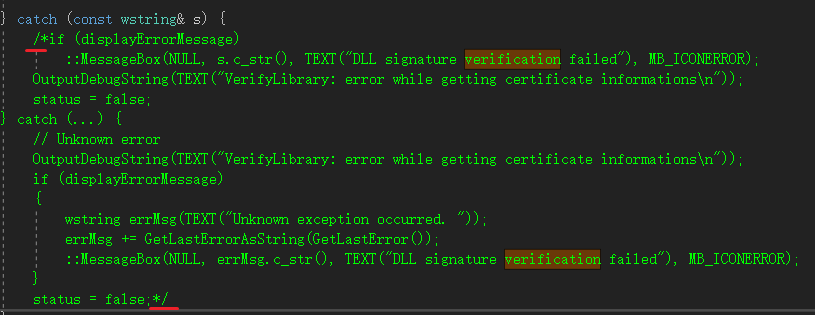 } catch (const wstring& s) {
/*if (displayErrorMessage)
::MessageBox(NULL, s.c_str(), TEXT("DLL signature verification failed"), MB_ICONERROR);
OutputDebugString(TEXT("VerifyLibrary: error while getting certificate informations\n"));
status = false;
} catch (...) {
// Unknown error
OutputDebugString(TEXT("VerifyLibrary: error while getting certificate informations\n"));
if (displayErrorMessage)
{
wstring errMsg(TEXT("Unknown exception occurred. "));
errMsg += GetLastErrorAsString(GetLastError());
::MessageBox(NULL, errMsg.c_str(), TEXT("DLL signature verification failed"), MB_ICONERROR);
}
status = false;*/
}